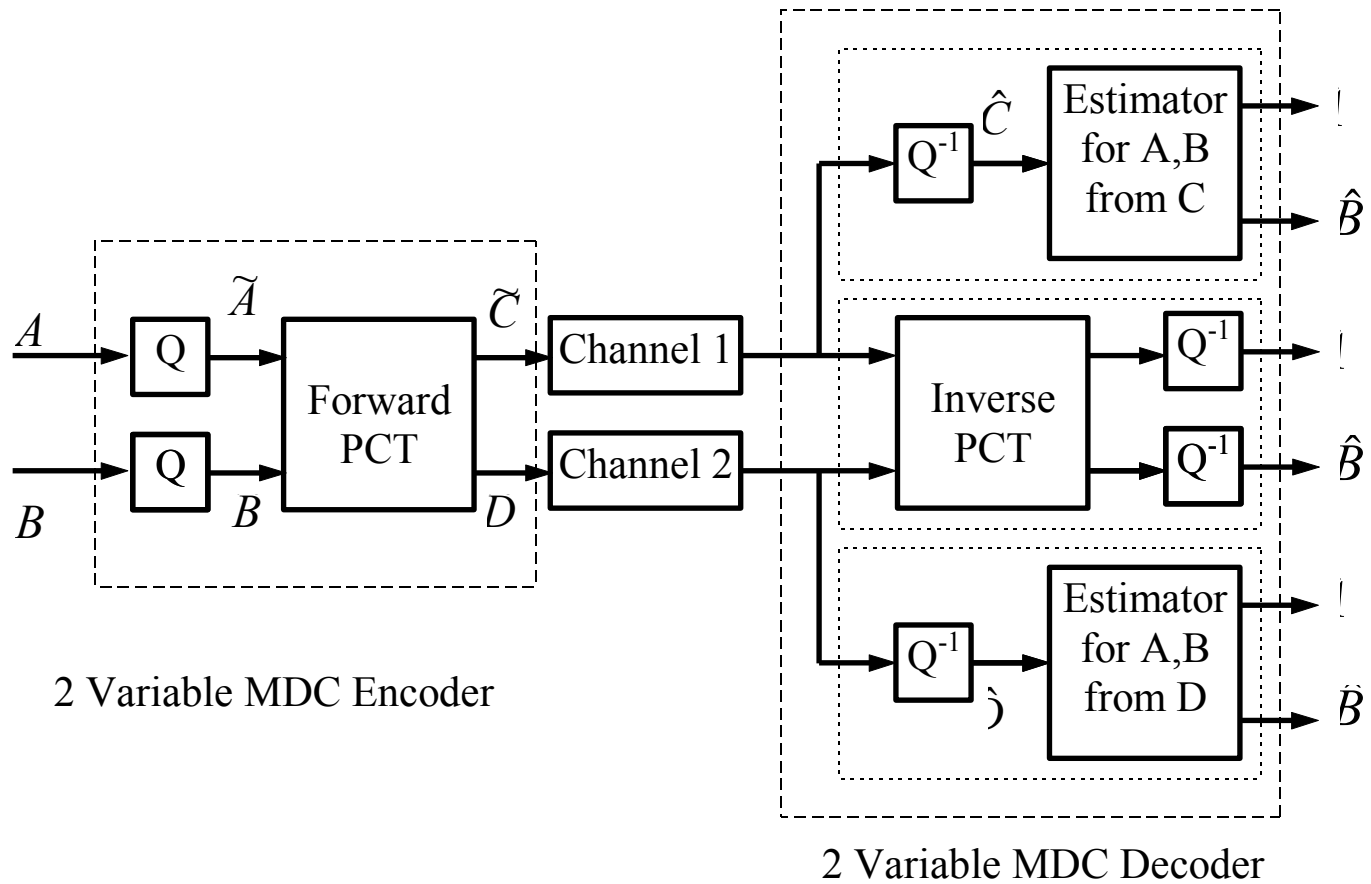 A
B
Q
Q
Ã
B
Forward
PCT
C̃
D
Channel 1
Channel 2
2 Variable MDC Encoder
Q-1
Ĉ
Estimator
for A,B
from C
B̂
Inverse
PCT
Q-1
Q-1
B̂
Q-1
Estimator
for A,B
from D
B̂
2 Variable MDC Decoder